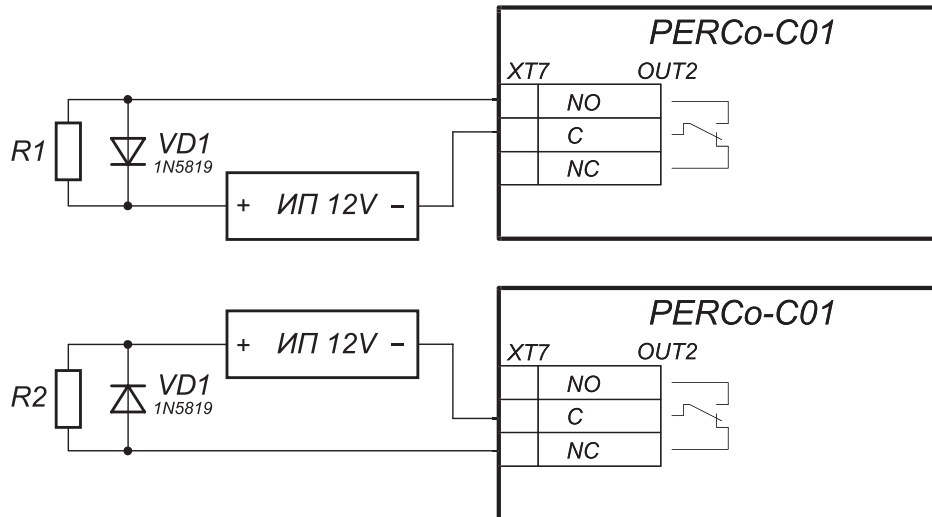 PERCo-C01
XT7 OUT2
NO
C
NC
R1
VD1
1N5819
+ ИП 12V −
PERCo-C01
XT7 OUT2
NO
C
NC
+ ИП 12V −
R2
VD1
1N5819